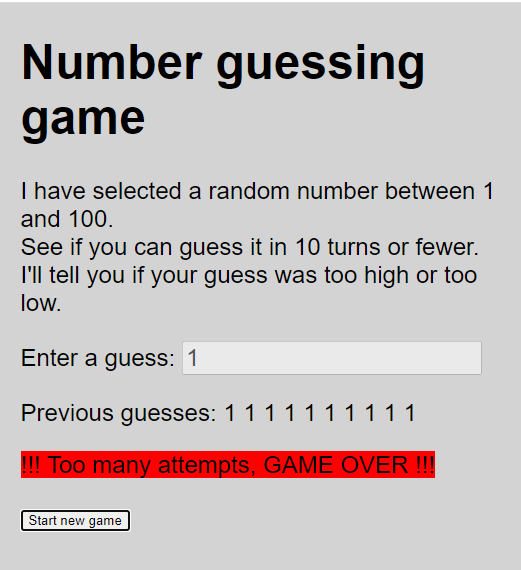 Number guessing
game
I have selected a random number between 1
and 100.
See if you can guess it in 10 turns or fewer.
I'll tell you if your guess was too high or too
low.
Enter a guess: 1
Previous guesses: 1 1 1 1 1 1 1 1 1 1
!!! Too many attempts, GAME OVER !!!
Start new game